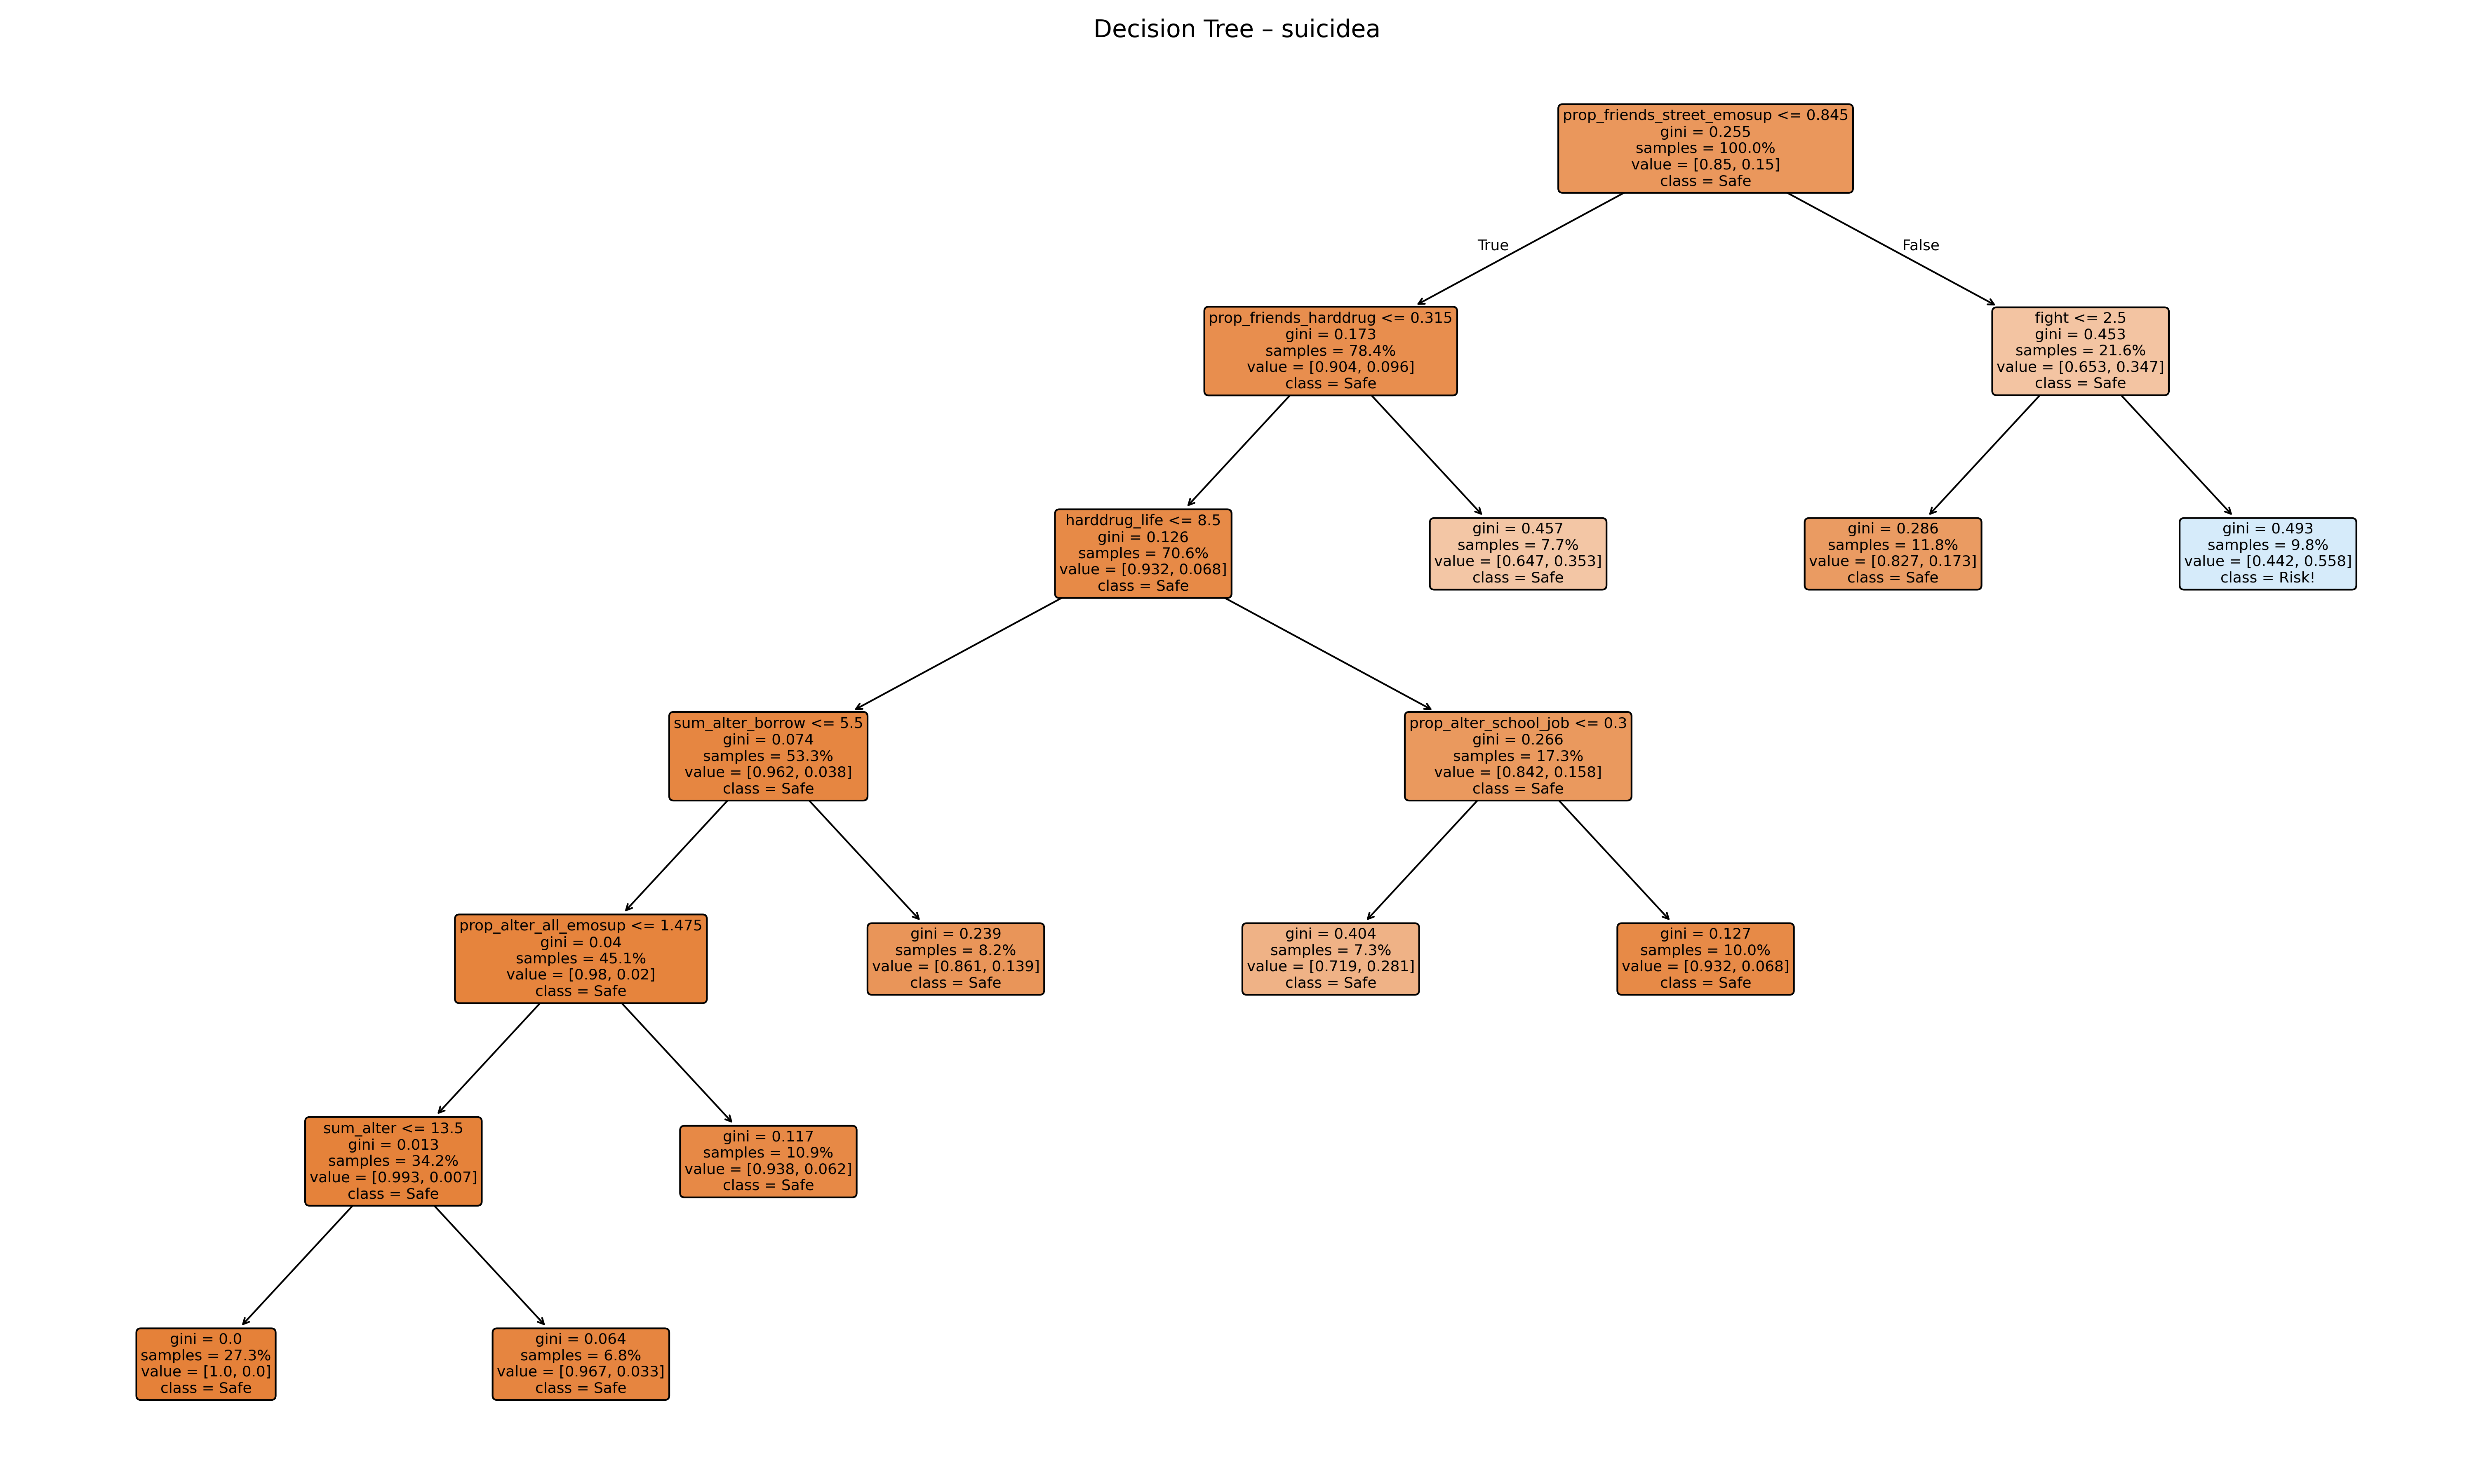 Decision Tree – suicidea
prop_friends_street_emosup <= 0.845
gini = 0.255
samples = 100.0%
value = [0.85, 0.15]
class = Safe
True
False
prop_friends_harddrug <= 0.315
gini = 0.173
samples = 78.4%
value = [0.904, 0.096]
class = Safe
fight <= 2.5
gini = 0.453
samples = 21.6%
value = [0.653, 0.347]
class = Safe
harddrug_life <= 8.5
gini = 0.126
samples = 70.6%
value = [0.932, 0.068]
class = Safe
gini = 0.457
samples = 7.7%
value = [0.647, 0.353]
class = Safe
gini = 0.286
samples = 11.8%
value = [0.827, 0.173]
class = Safe
gini = 0.493
samples = 9.8%
value = [0.442, 0.558]
class = Risk!
sum_alter_borrow <= 5.5
gini = 0.074
samples = 53.3%
value = [0.962, 0.038]
class = Safe
prop_alter_school_job <= 0.3
gini = 0.266
samples = 17.3%
value = [0.842, 0.158]
class = Safe
prop_alter_all_emosup <= 1.475
gini = 0.04
samples = 45.1%
value = [0.98, 0.02]
class = Safe
gini = 0.239
samples = 8.2%
value = [0.861, 0.139]
class = Safe
gini = 0.404
samples = 7.3%
value = [0.719, 0.281]
class = Safe
gini = 0.127
samples = 10.0%
value = [0.932, 0.068]
class = Safe
sum_alter <= 13.5
gini = 0.013
samples = 34.2%
value = [0.993, 0.007]
class = Safe
gini = 0.117
samples = 10.9%
value = [0.938, 0.062]
class = Safe
gini = 0.0
samples = 27.3%
value = [1.0, 0.0]
class = Safe
gini = 0.064
samples = 6.8%
value = [0.967, 0.033]
class = Safe